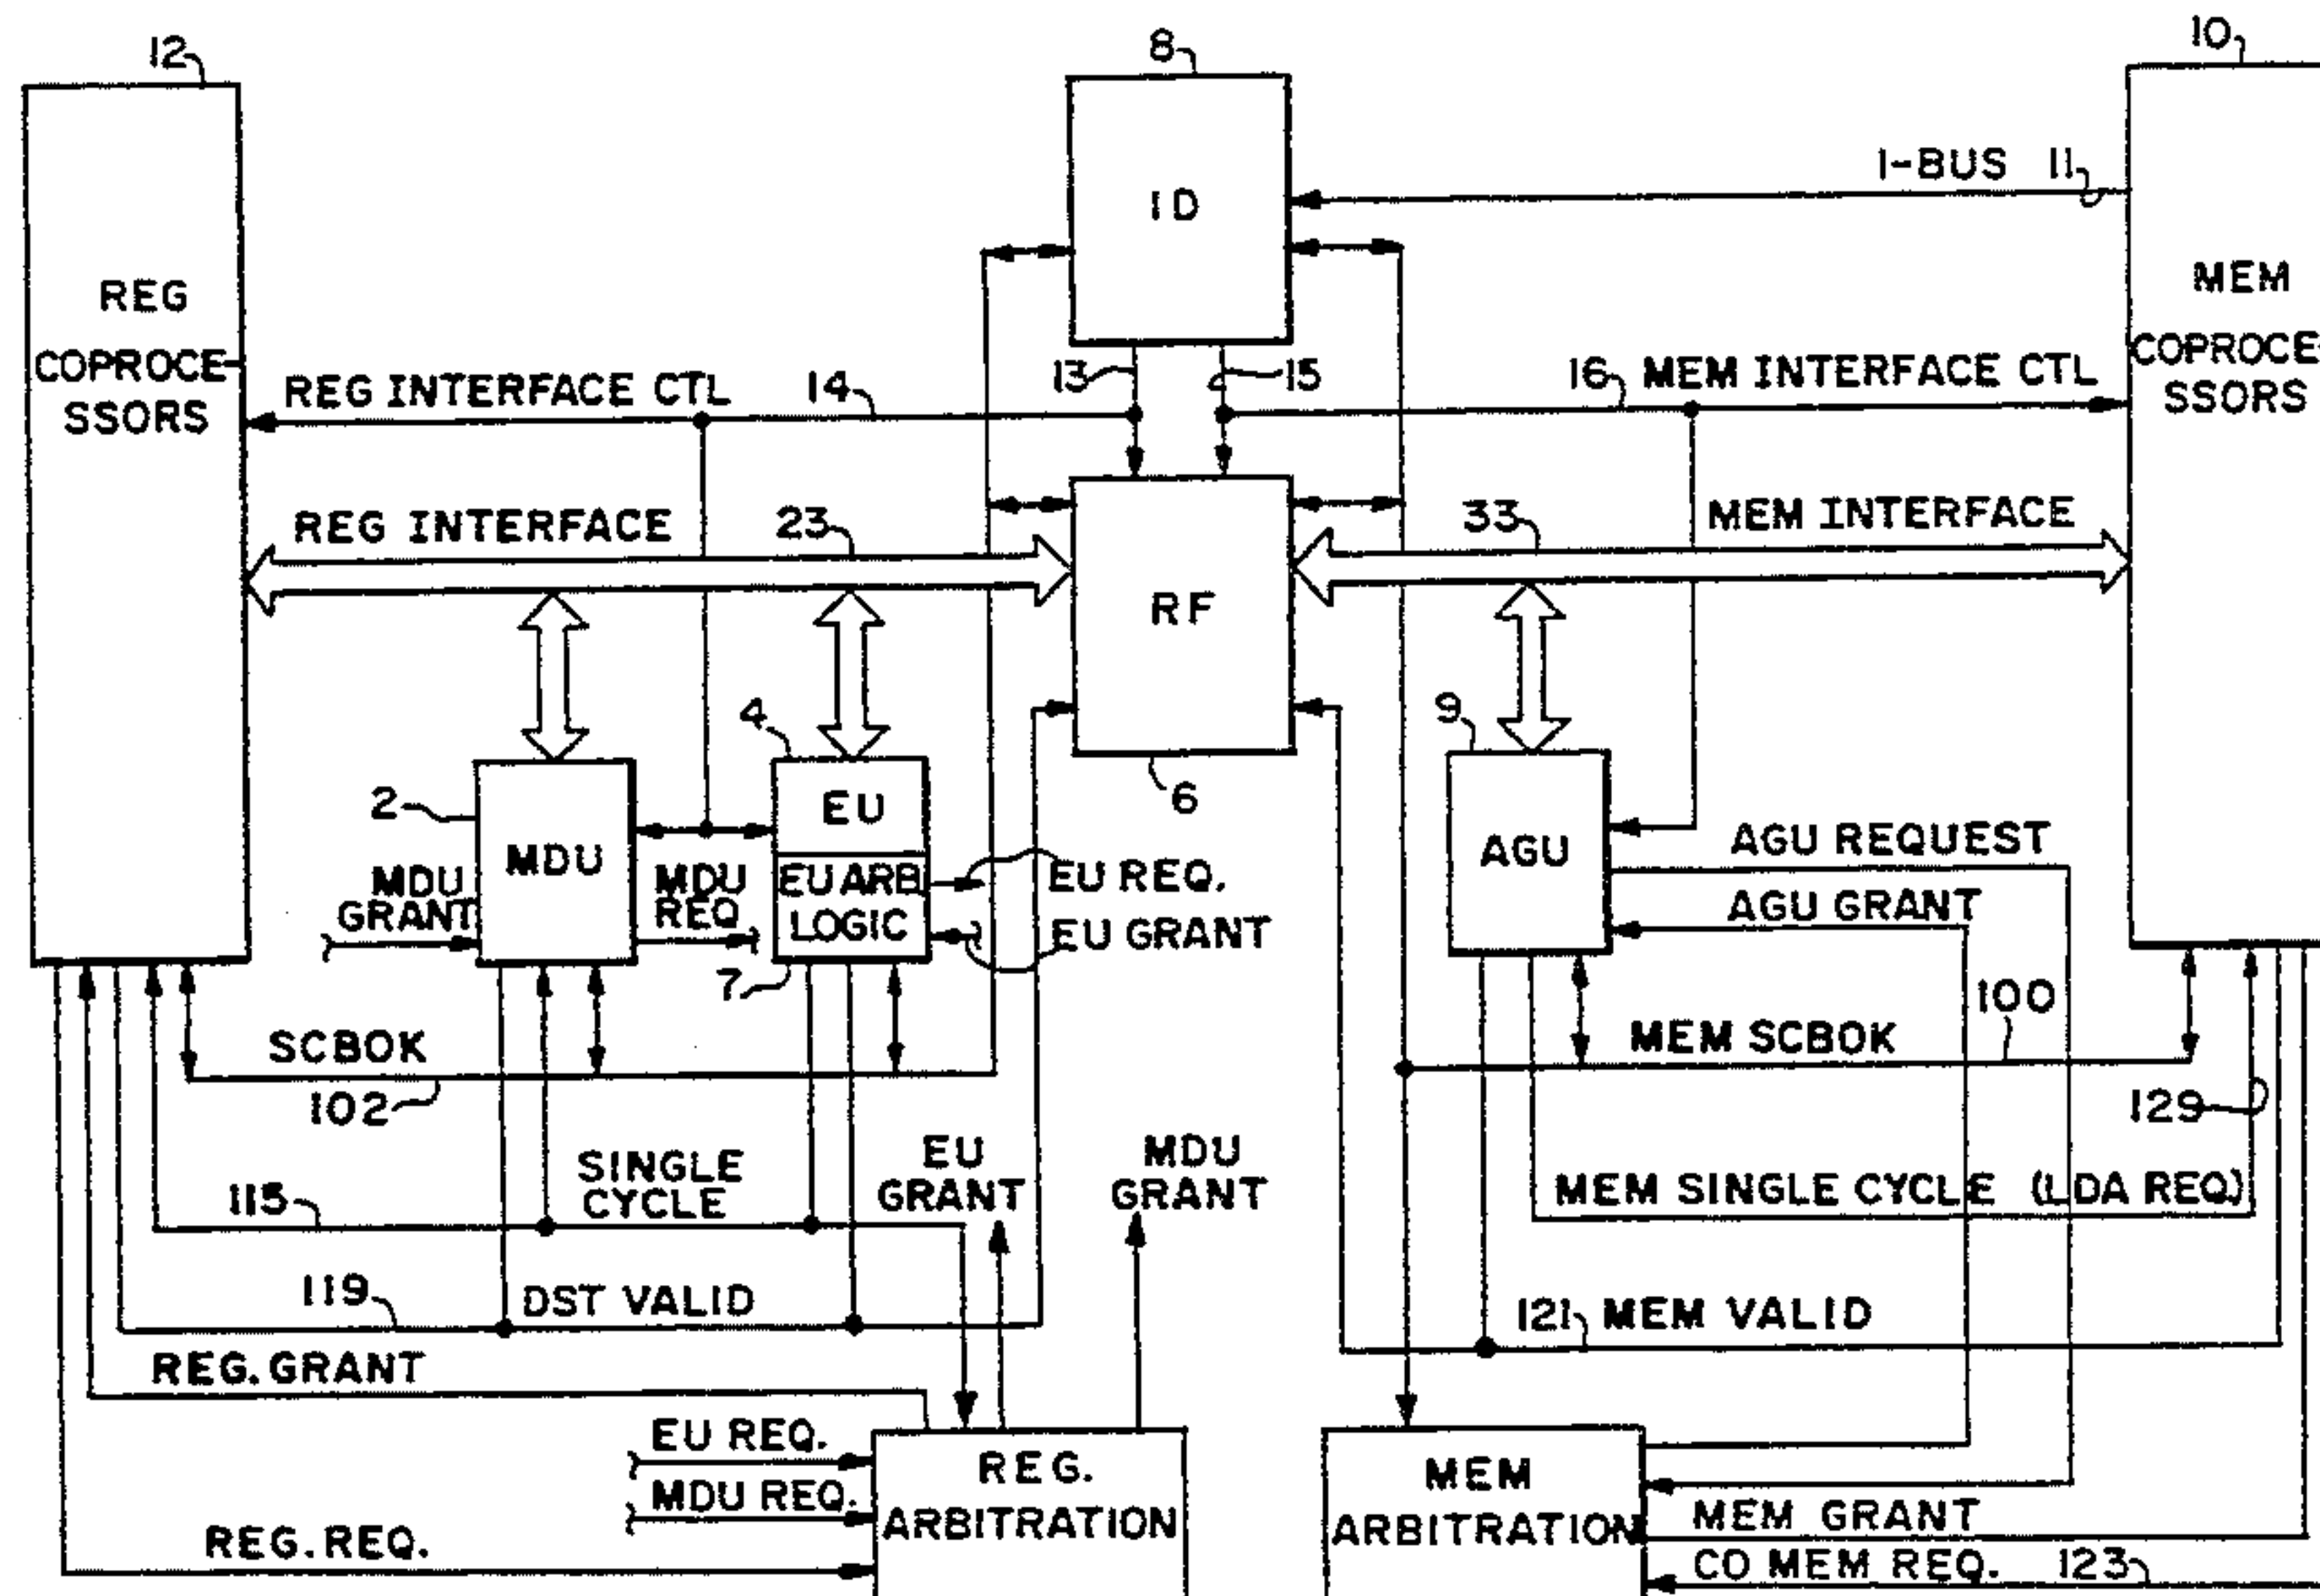 12
8
10
I-BUS 11
ID
REG
COPROCE-
SSORS
MEM
COPROCE-
SSORS
13
15
REG INTERFACE CTL 14
16 MEM INTERFACE CTL
REG INTERFACE 23
33 MEM INTERFACE
RF
6
4
9
2
MDU
EU
EU ARB
LOGIC
7
AGU
MDU
GRANT
MDU
REQ
EU REQ.
EU GRANT
AGU REQUEST
AGU GRANT
100
SCBOK
102
MEM SCBOK
129
115
SINGLE
CYCLE
EU
GRANT
MDU
GRANT
MEM SINGLE CYCLE (LDA REQ.)
119 DST VALID
121 MEM VALID
REG. GRANT
EU REQ.
MDU REQ.
REG. REQ.
REG.
ARBITRATION
MEM
ARBITRATION
MEM GRANT
CO MEM REQ. 123